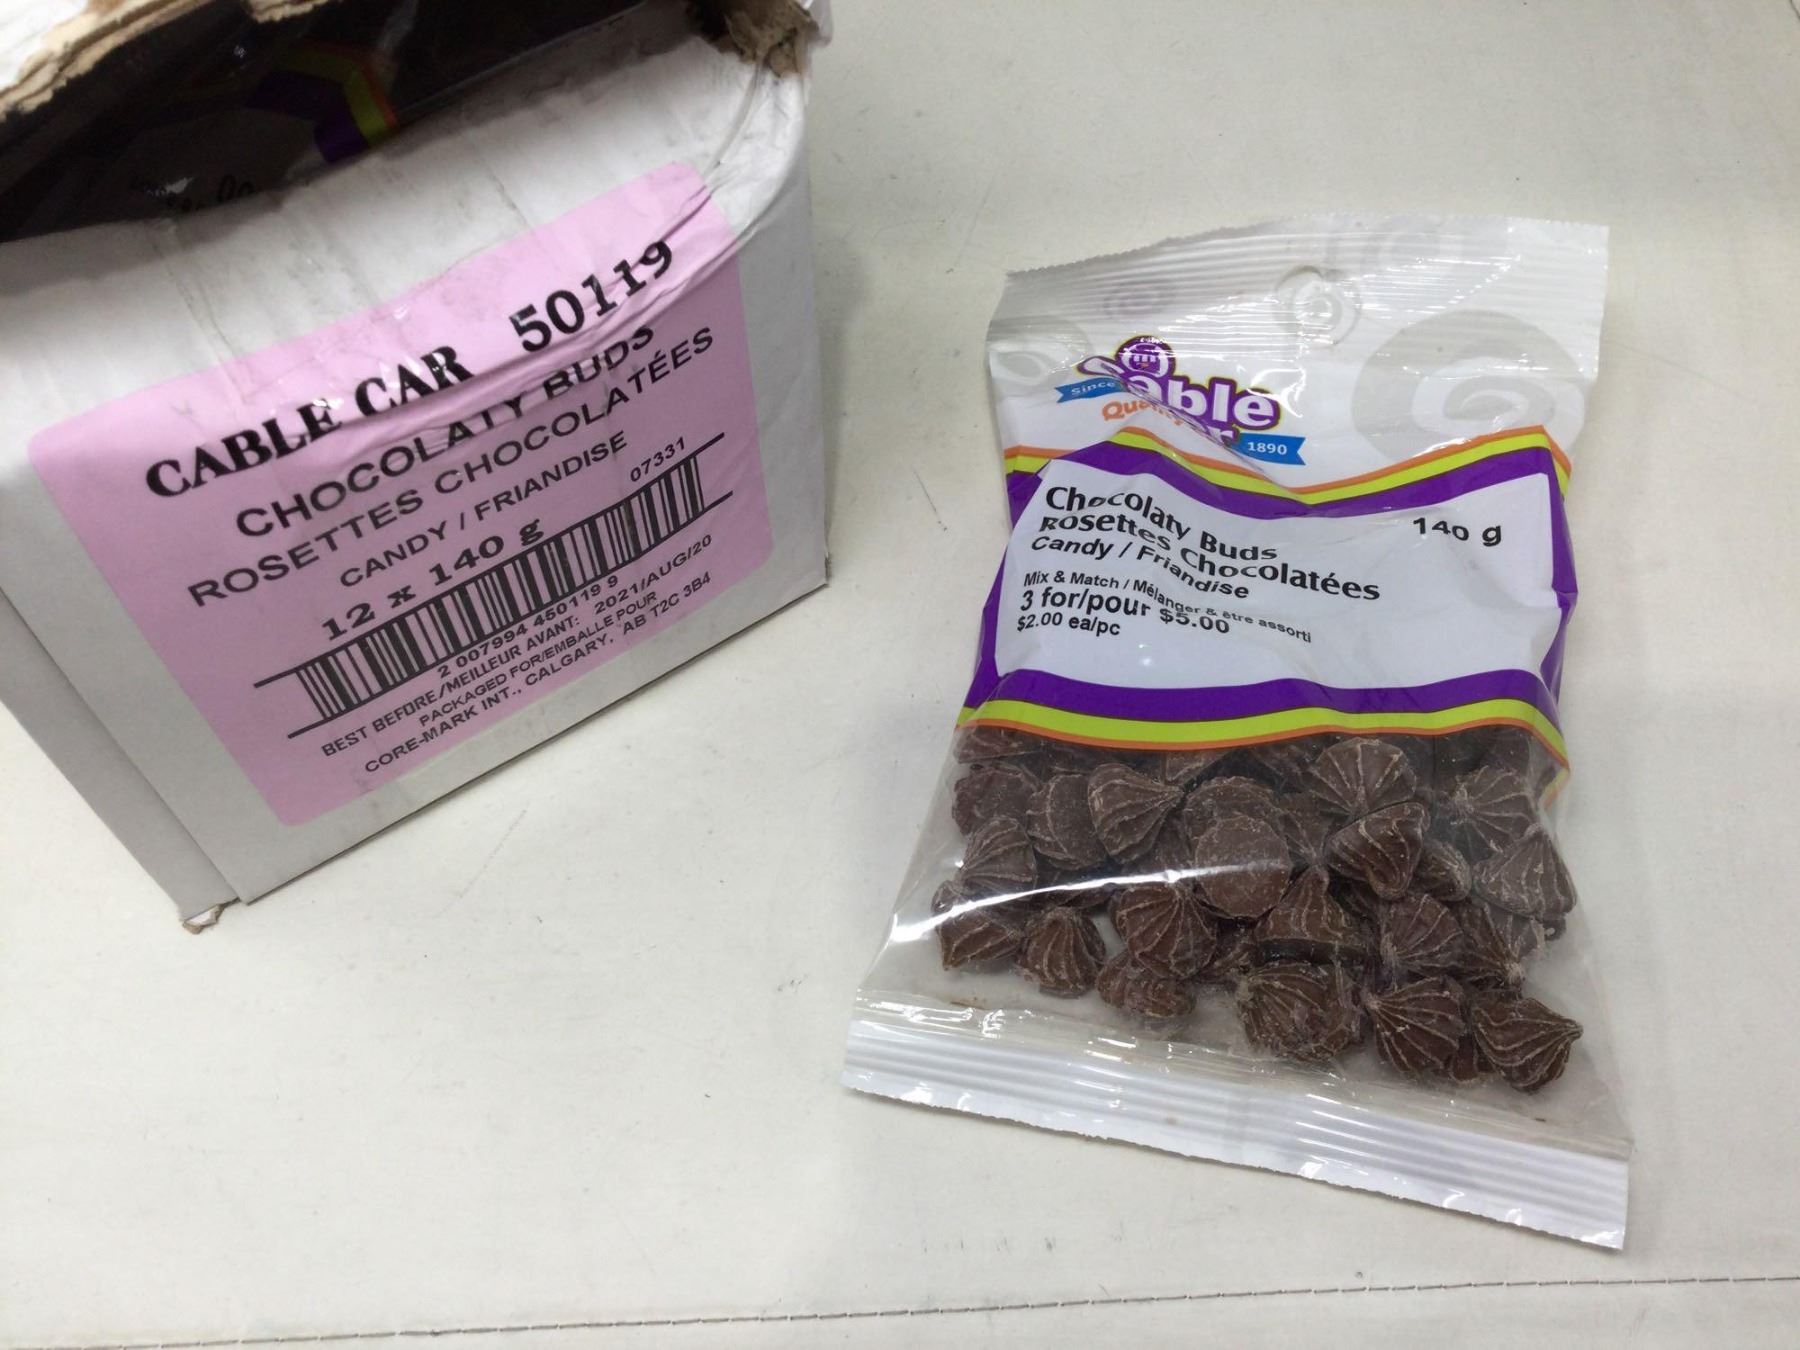 CABLE CAR 50119
CHOCOLATY BUDS
ROSETTES CHOCOLATÉES
CANDY / FRIANDISE
12 x 140 g
07331
2 007994 450119 9
BEST BEFORE/MEILLEUR AVANT: 2021/AUG/20
PACKAGED FOR/EMBALLE POUR
CORE-MARK INT., CALGARY, AB T2C 3B4
Since
Cable
1890
Chocolaty Buds
Rosettes Chocolatées
Candy / Friandise
140 g
Mix & Match / Mélanger & être assorti
3 for/pour $5.00
$2.00 ea/pc